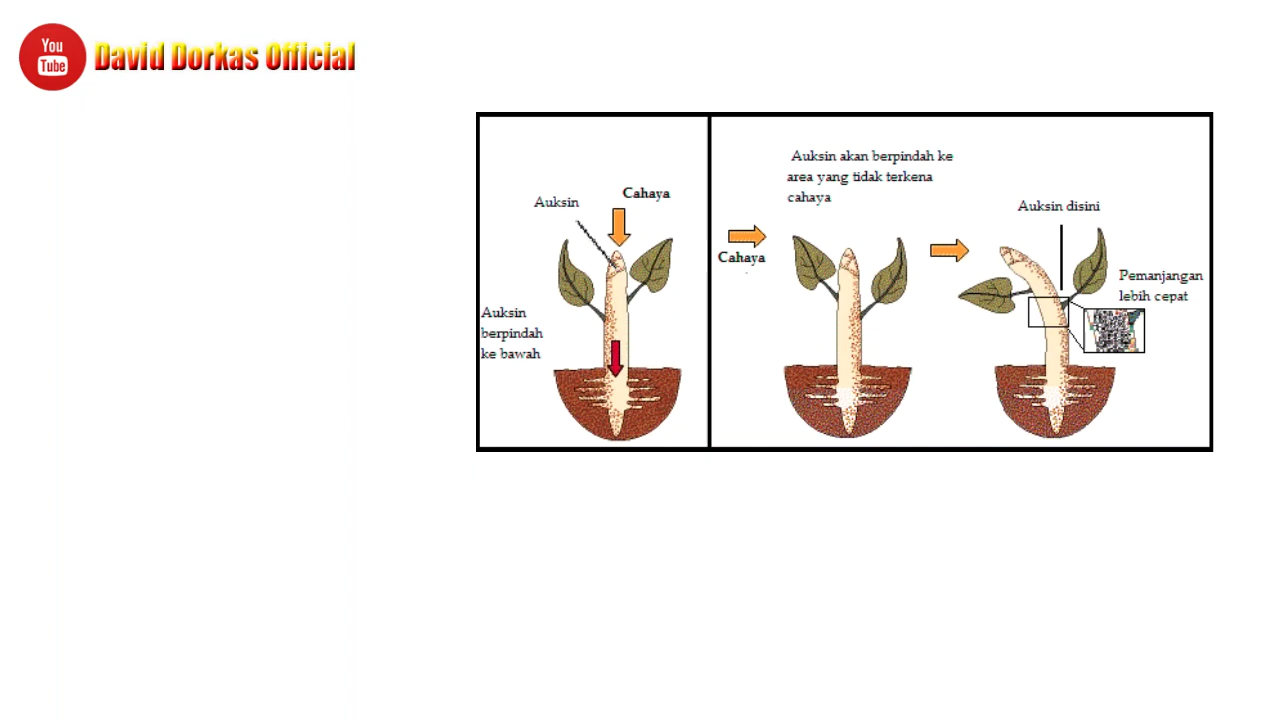 You
Tube
David Dorkas Official
Auksin
Cahaya
Auksin
berpindah
ke bawah
Auksin akan berpindah ke
area yang tidak terkena
cahaya
Cahaya
Auksin disini
Pemanjangan
lebih cepat